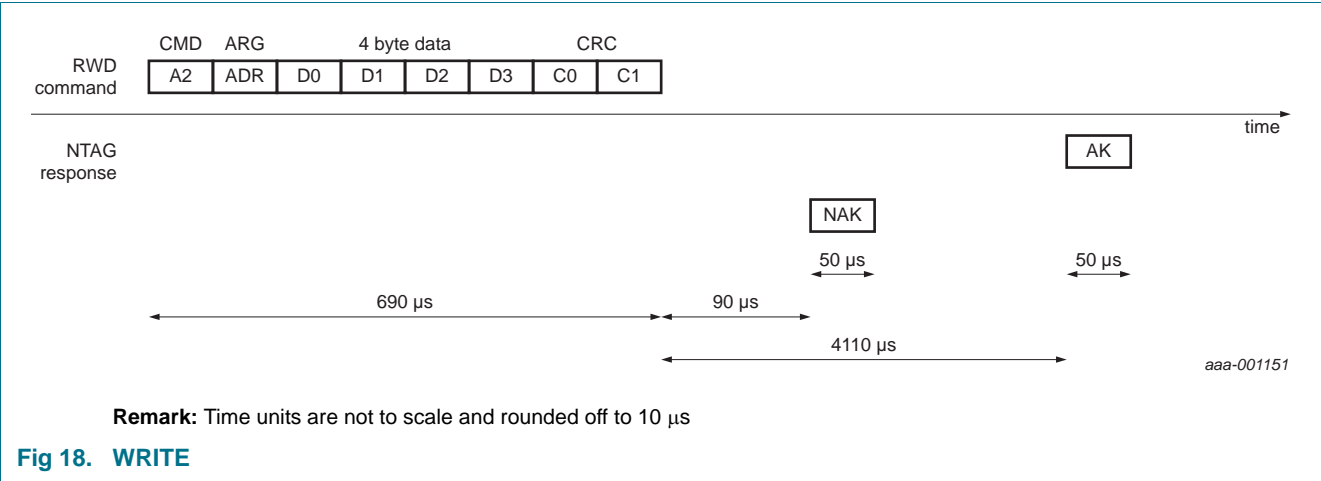 CMD ARG 4 byte data CRC
RWD
command
A2 ADR D0 D1 D2 D3 C0 C1
time
NTAG
response
AK
NAK
50 µs 50 µs
690 µs 90 µs
4110 µs
aaa-001151
Remark: Time units are not to scale and rounded off to 10 μs
Fig 18. WRITE